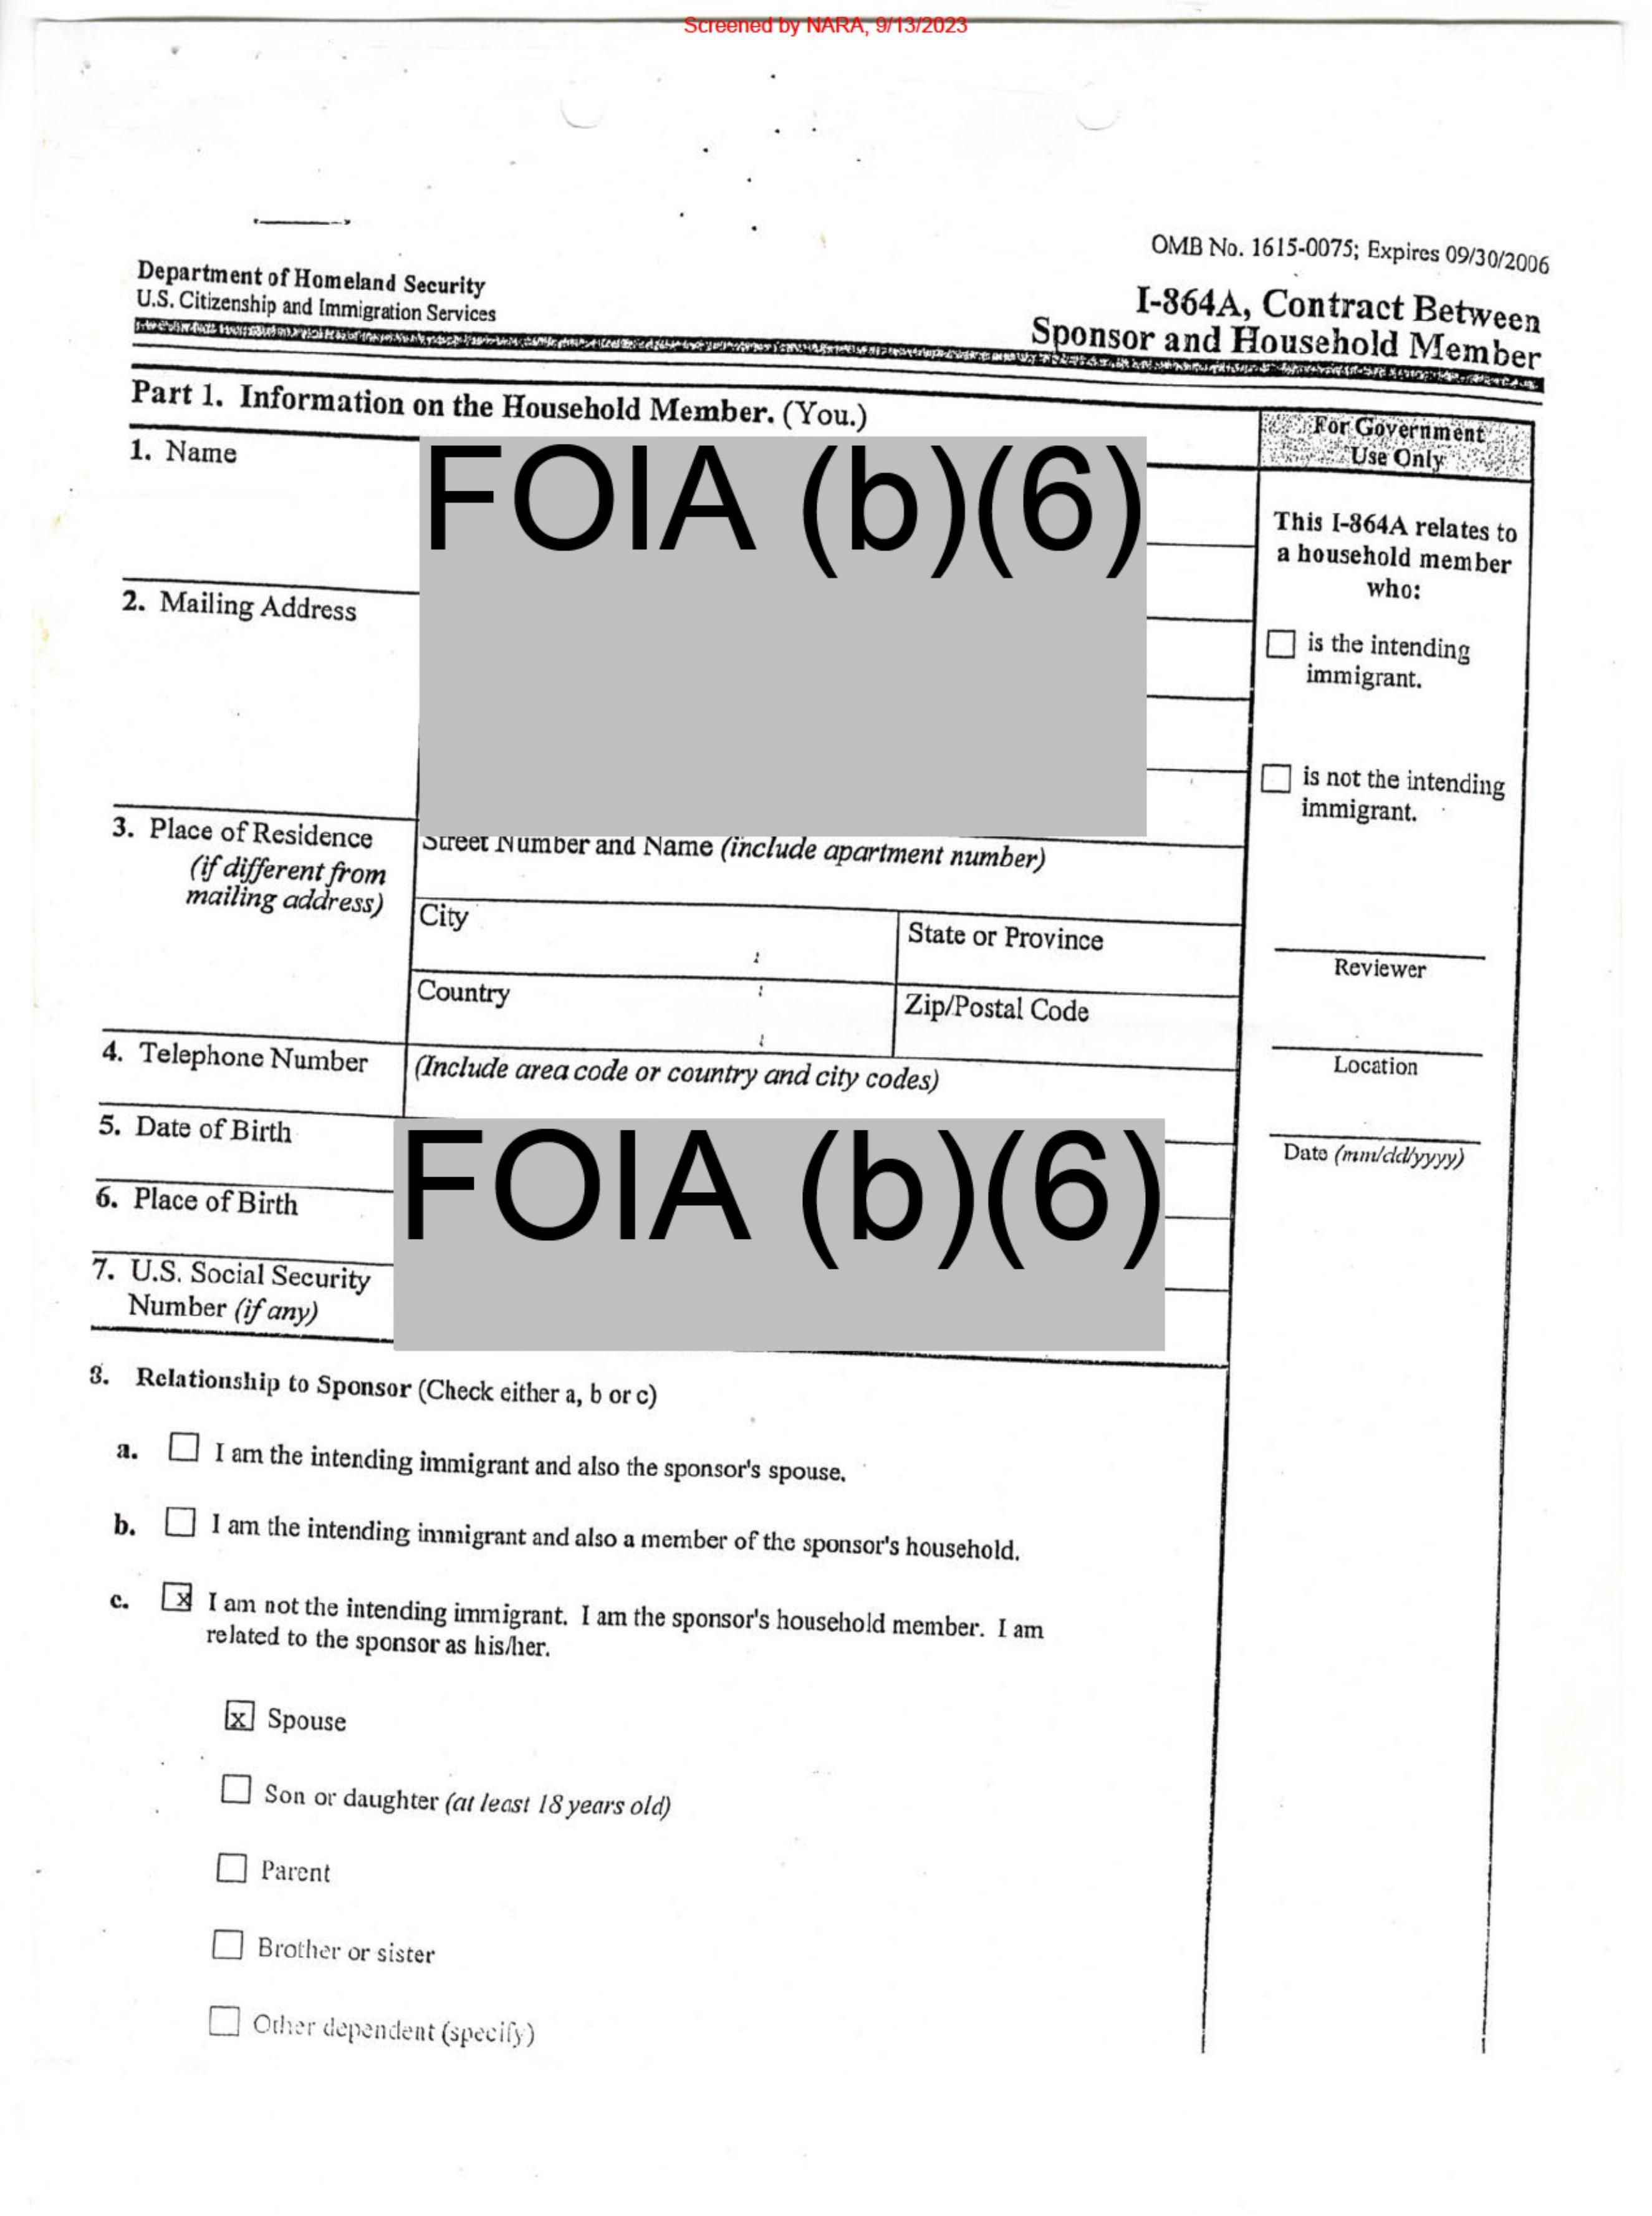 Screened by NARA, 9/13/2023
OMB No. 1615-0075; Expires 09/30/2006
Department of Homeland Security
U.S. Citizenship and Immigration Services
I-864A, Contract Between
Sponsor and Household Member
Part 1. Information on the Household Member. (You.)
For Government
Use Only
1. Name
FOIA (b)(6)
This I-864A relates to
a household member
who:
2. Mailing Address
is the intending
immigrant.
is not the intending
immigrant.
3. Place of Residence
(if different from
mailing address)
Street Number and Name (include apartment number)
City
State or Province
Country
Zip/Postal Code
Reviewer
4. Telephone Number
(Include area code or country and city codes)
Location
5. Date of Birth
FOIA (b)(6)
Date (mm/dd/yyyy)
6. Place of Birth
7. U.S. Social Security
Number (if any)
8. Relationship to Sponsor (Check either a, b or c)
a. I am the intending immigrant and also the sponsor's spouse.
b. I am the intending immigrant and also a member of the sponsor's household.
c. x I am not the intending immigrant. I am the sponsor's household member. I am
related to the sponsor as his/her.
x Spouse
Son or daughter (at least 18 years old)
Parent
Brother or sister
Other dependent (specify)